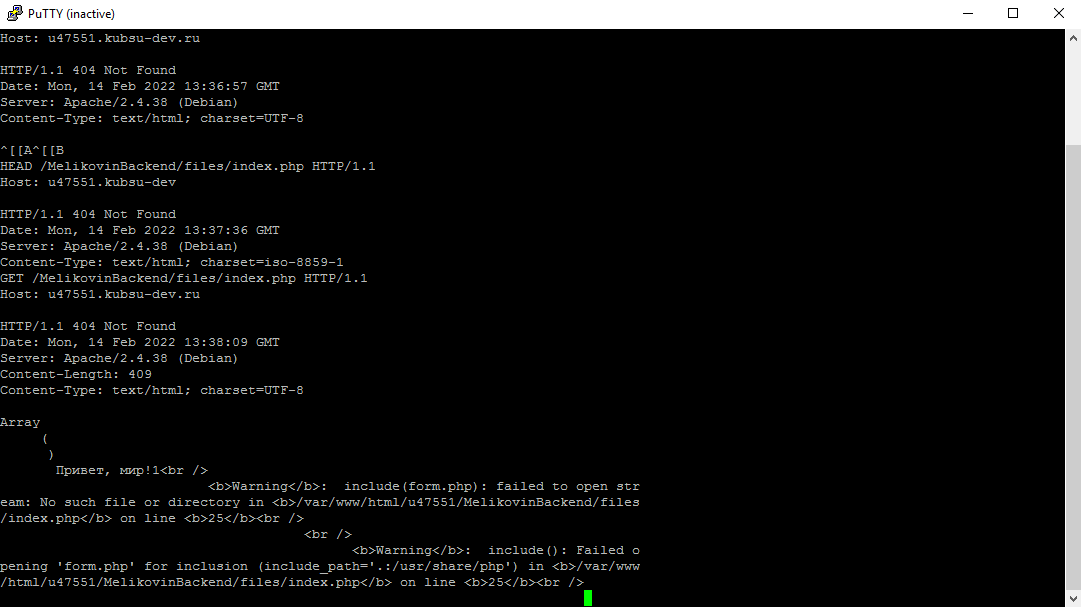 PuTTY (inactive)
Host: u47551.kubsu-dev.ru
HTTP/1.1 404 Not Found
Date: Mon, 14 Feb 2022 13:36:57 GMT
Server: Apache/2.4.38 (Debian)
Content-Type: text/html; charset=UTF-8
^[[A^[[B
HEAD /MelikovinBackend/files/index.php HTTP/1.1
Host: u47551.kubsu-dev
HTTP/1.1 404 Not Found
Date: Mon, 14 Feb 2022 13:37:36 GMT
Server: Apache/2.4.38 (Debian)
Content-Type: text/html; charset=iso-8859-1
GET /MelikovinBackend/files/index.php HTTP/1.1
Host: u47551.kubsu-dev.ru
HTTP/1.1 404 Not Found
Date: Mon, 14 Feb 2022 13:38:09 GMT
Server: Apache/2.4.38 (Debian)
Content-Length: 409
Content-Type: text/html; charset=UTF-8
Array
(
)
Привет, мир!1<br />
<b>Warning</b>:  include(form.php): failed to open str
eam: No such file or directory in <b>/var/www/html/u47551/MelikovinBackend/files
/index.php</b> on line <b>25</b><br />
<br />
<b>Warning</b>:  include(): Failed o
pening 'form.php' for inclusion (include_path='.:/usr/share/php') in <b>/var/www
/html/u47551/MelikovinBackend/files/index.php</b> on line <b>25</b><br />